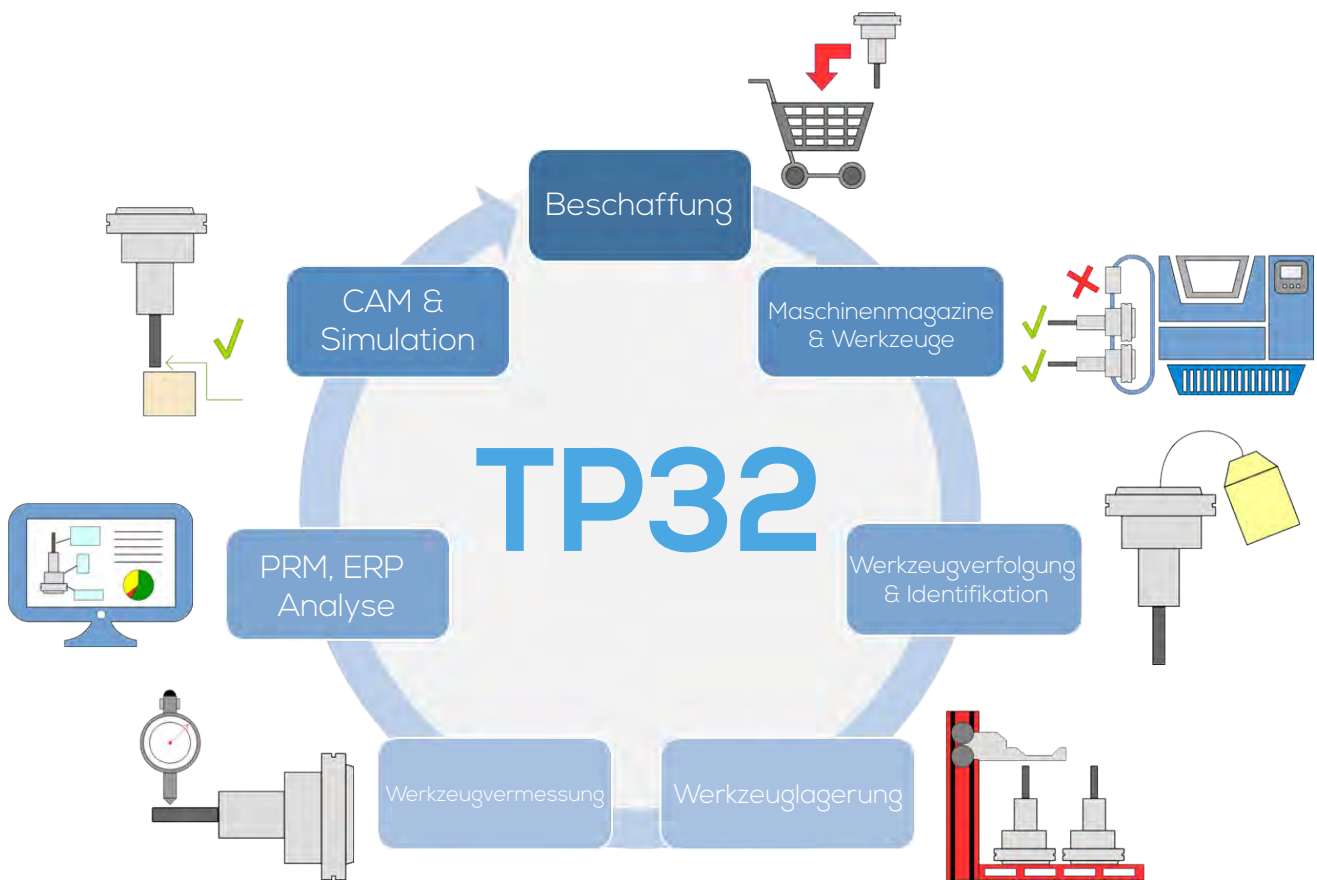 Beschaffung
Maschinenmagazine
& Werkzeuge
Werkzeugverfolgung
& Identifikation
Werkzeuglagerung
Werkzeugvermessung
PRM, ERP
Analyse
CAM &
Simulation
TP32